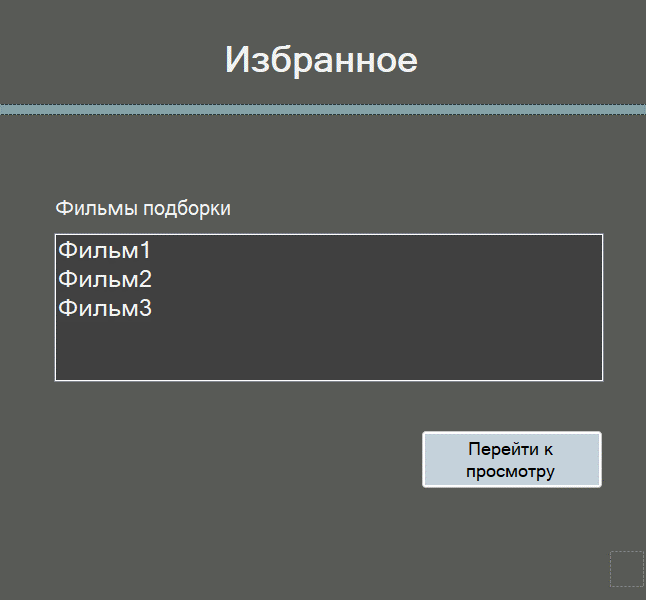 Избранное
Фильмы подборки
Фильм1
Фильм2
Фильм3
Перейти к
просмотру